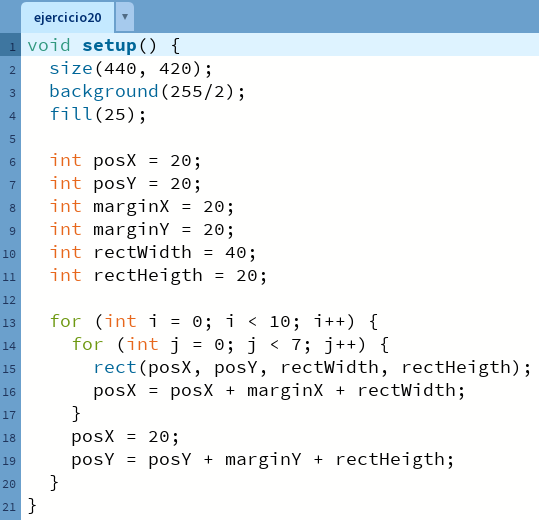 ejercicio20 ▼
1 void setup() {
2   size(440, 420);
3   background(255/2);
4   fill(25);
5
6   int posX = 20;
7   int posY = 20;
8   int marginX = 20;
9   int marginY = 20;
10   int rectWidth = 40;
11   int rectHeigth = 20;
12
13   for (int i = 0; i < 10; i++) {
14     for (int j = 0; j < 7; j++) {
15       rect(posX, posY, rectWidth, rectHeigth);
16       posX = posX + marginX + rectWidth;
17     }
18     posX = 20;
19     posY = posY + marginY + rectHeigth;
20   }
21 }